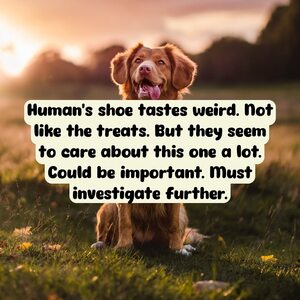 Human's shoe tastes weird. Not
like the treats. But they seem
to care about this one a lot.
Could be important. Must
investigate further.